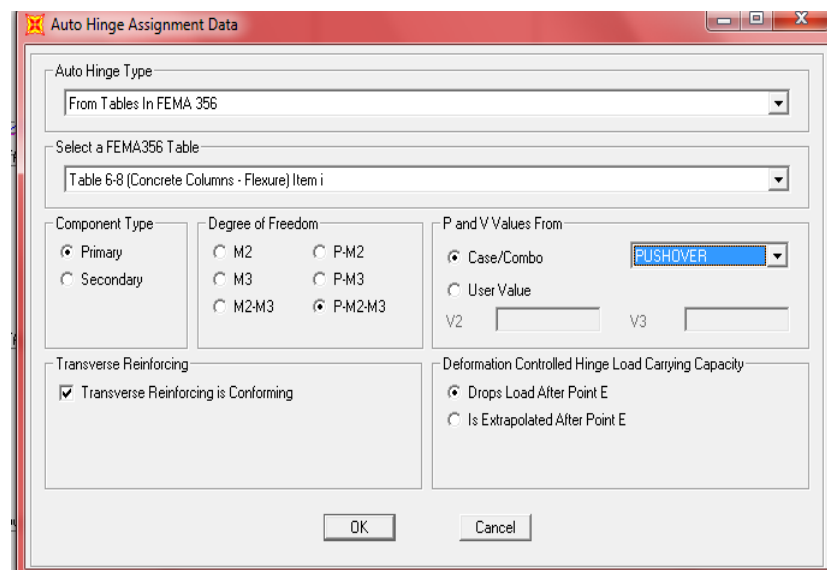 Auto Hinge Assignment Data
Auto Hinge Type
From Tables In FEMA 356
Select a FEMA356 Table
Table 6-8 (Concrete Columns - Flexure) Item i
Component Type
Primary
Secondary
Degree of Freedom
M2 P-M2
M3 P-M3
M2-M3 P-M2-M3
P and V Values From
Case/Combo PUSHOVER
User Value
V2 V3
Transverse Reinforcing
Transverse Reinforcing is Conforming
Deformation Controlled Hinge Load Carrying Capacity
Drops Load After Point E
Is Extrapolated After Point E
OK Cancel